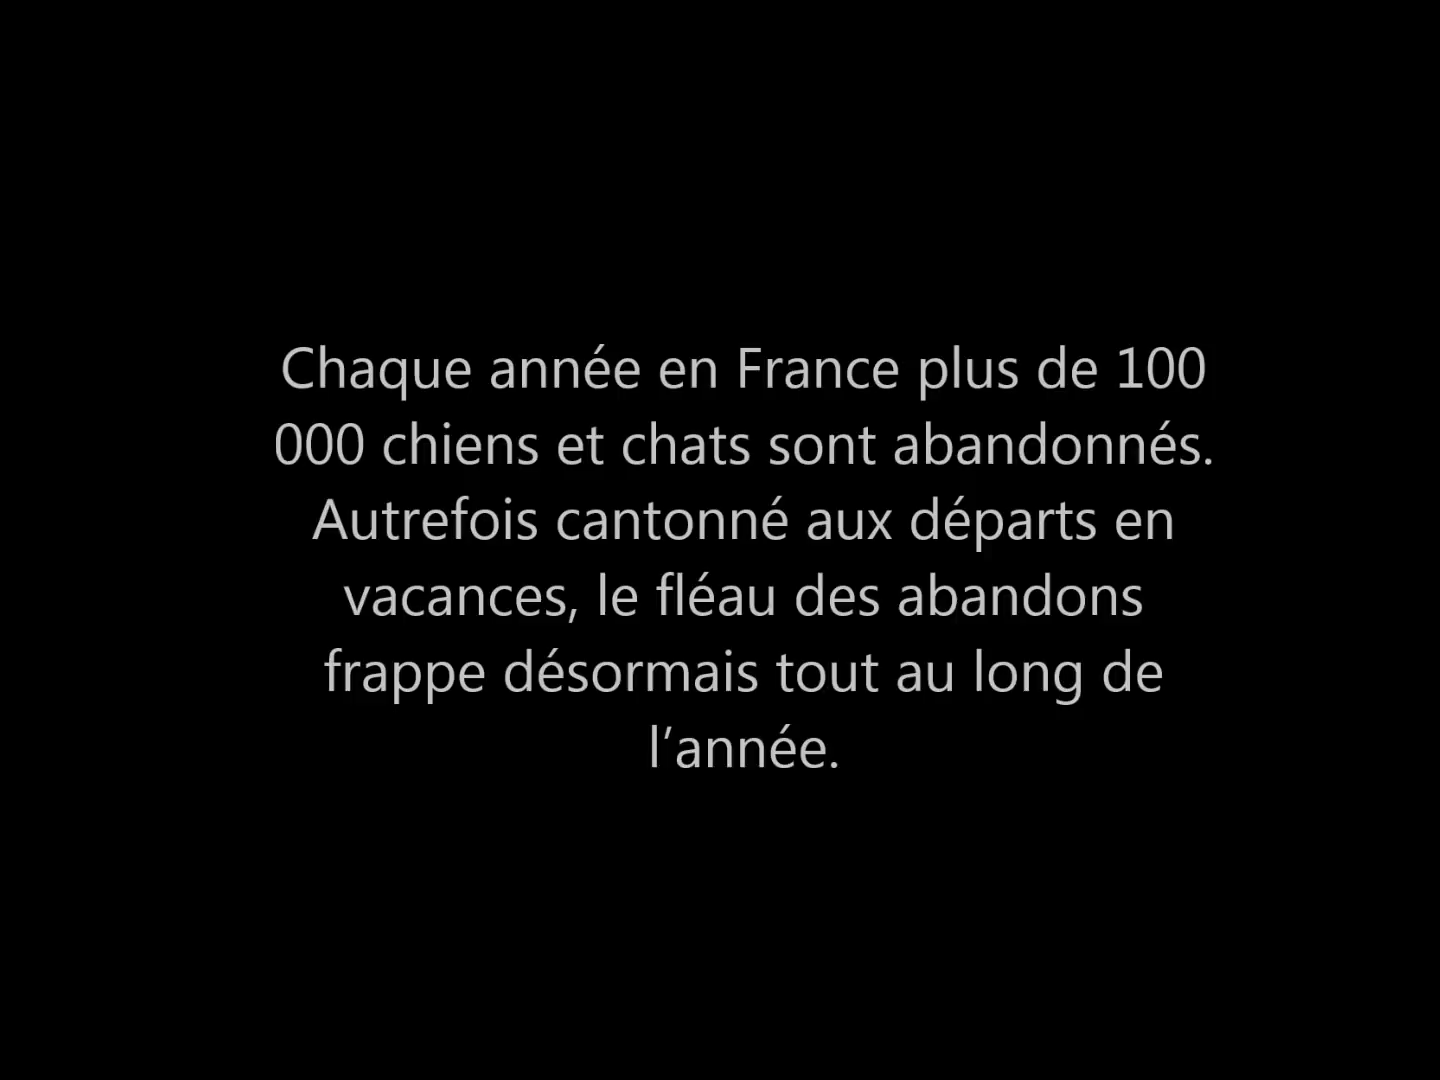 Chaque année en France plus de 100
000 chiens et chats sont abandonnés.
Autrefois cantonné aux départs en
vacances, le fléau des abandons
frappe désormais tout au long de
l’année.